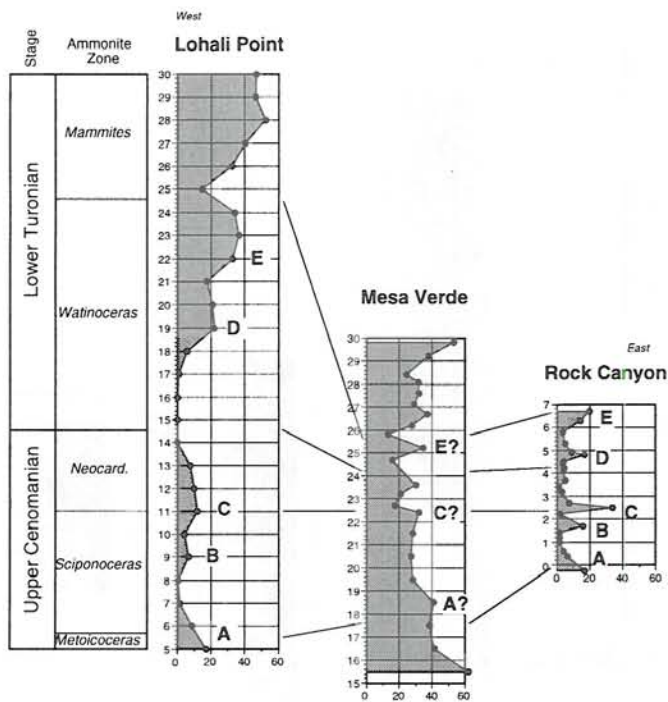 West
Lohali Point
Stage
Ammonite
Zone
Lower Turonian
Upper Cenomanian
Mammites
Watinoceras
Neocard.
Sciponoceras
Metoicoceras
30
29
28
27
26
25
24
23
22
21
20
19
18
17
16
15
14
13
12
11
10
9
8
7
6
5
0 20 40 60
E
D
C
B
A
Mesa Verde
30
29
28
27
26
25
24
23
22
21
20
19
18
17
16
15
0 20 40 60
E?
C?
A?
East
Rock Canyon
7
6
5
4
3
2
1
0
0 20 40 60
E
D
C
B
A